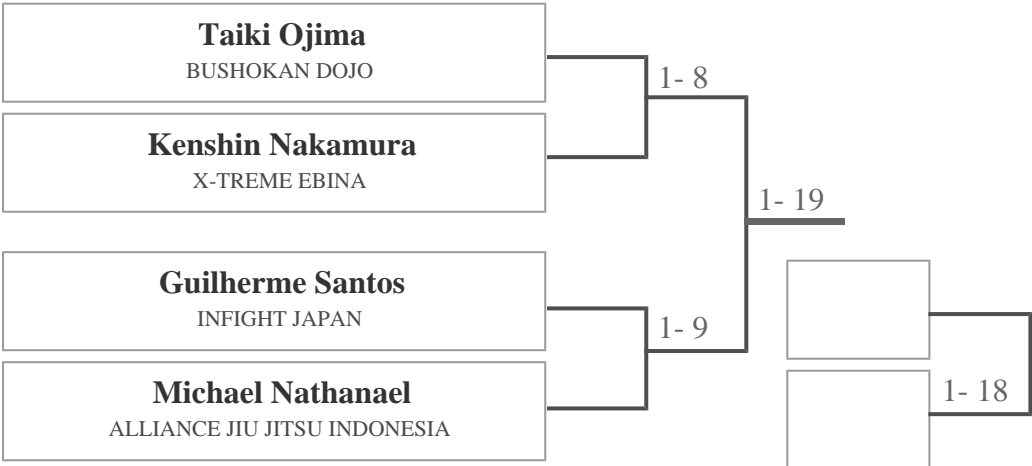 Taiki Ojima
BUSHOKAN DOJO
1- 8
Kenshin Nakamura
X-TREME EBINA
1- 19
Guilherme Santos
INFIGHT JAPAN
1- 9
Michael Nathanael
ALLIANCE JIU JITSU INDONESIA
1- 18